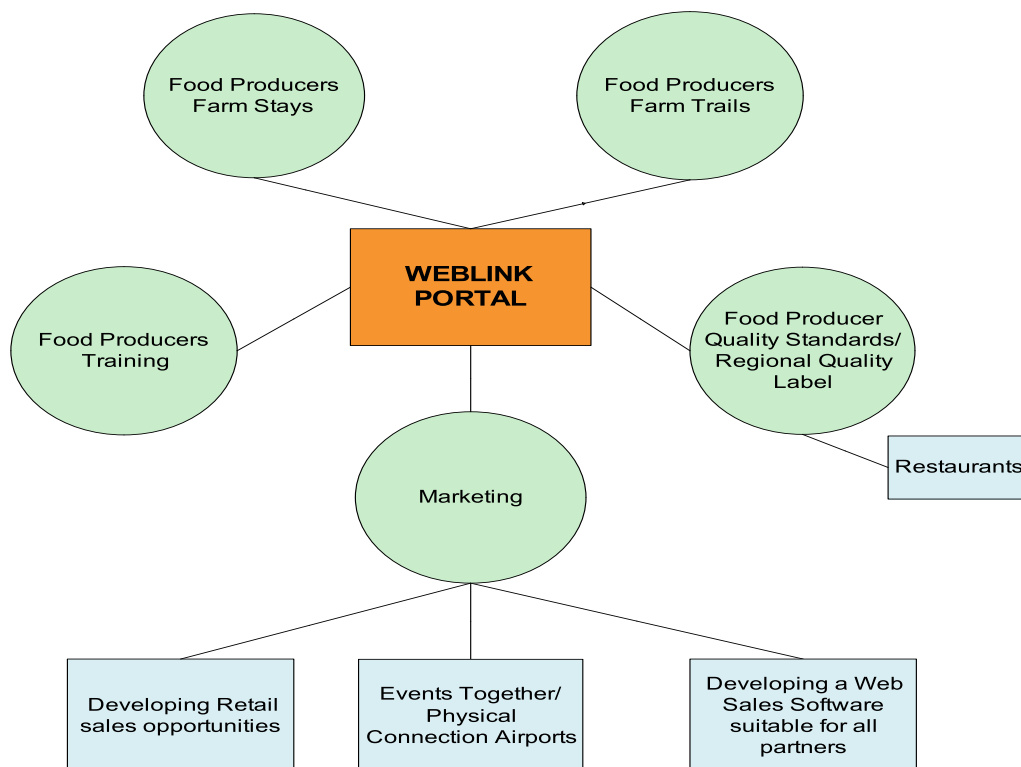 Food Producers
Farm Stays
Food Producers
Farm Trails
WEBLINK
PORTAL
Food Producers
Training
Food Producer
Quality Standards/
Regional Quality
Label
Restaurants
Marketing
Developing Retail
sales opportunities
Events Together/
Physical
Connection Airports
Developing a Web
Sales Software
suitable for all
partners